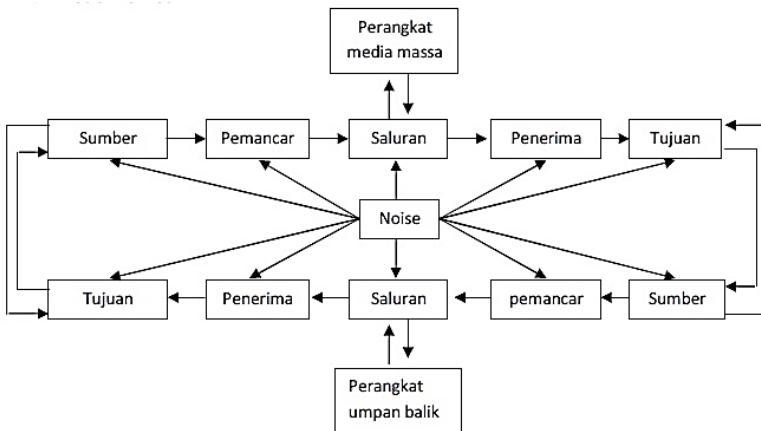 Perangkat
media massa
Sumber
Pemancar
Saluran
Penerima
Tujuan
Noise
Tujuan
Penerima
Saluran
pemancar
Sumber
Perangkat
umpan balik